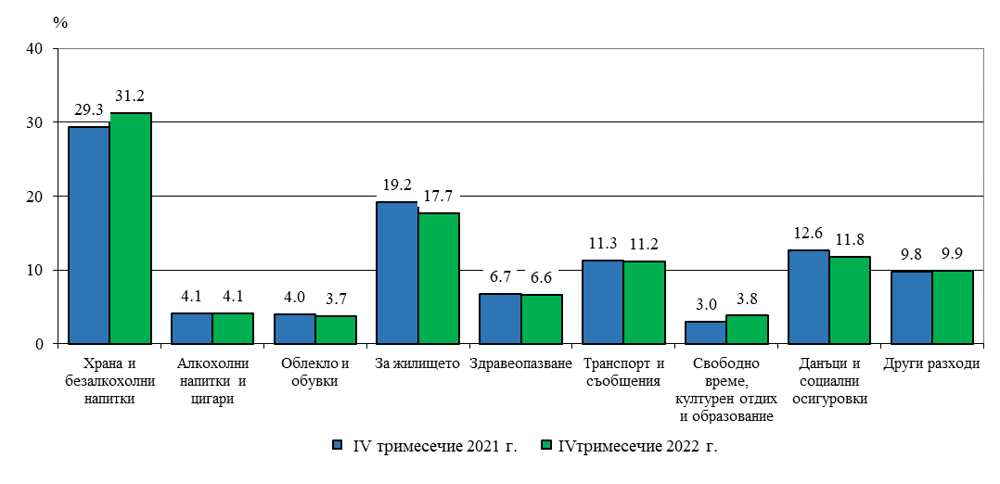 %
40
30
20
10
0
29.3
31.2
4.1
4.1
4.0
3.7
19.2
17.7
6.7
6.6
11.3
11.2
3.0
3.8
12.6
11.8
9.8
9.9
Храна и
безалкохолни
напитки
Алкохолни
напитки и
цигари
Облекло и
обувки
За жилището
Здравеопазване
Транспорт и
съобщения
Свободно
време,
културен отдих
и образование
Данъци и
социални
осигуровки
Други разходи
IV тримесечие 2021 г.
IVтримесечие 2022 г.